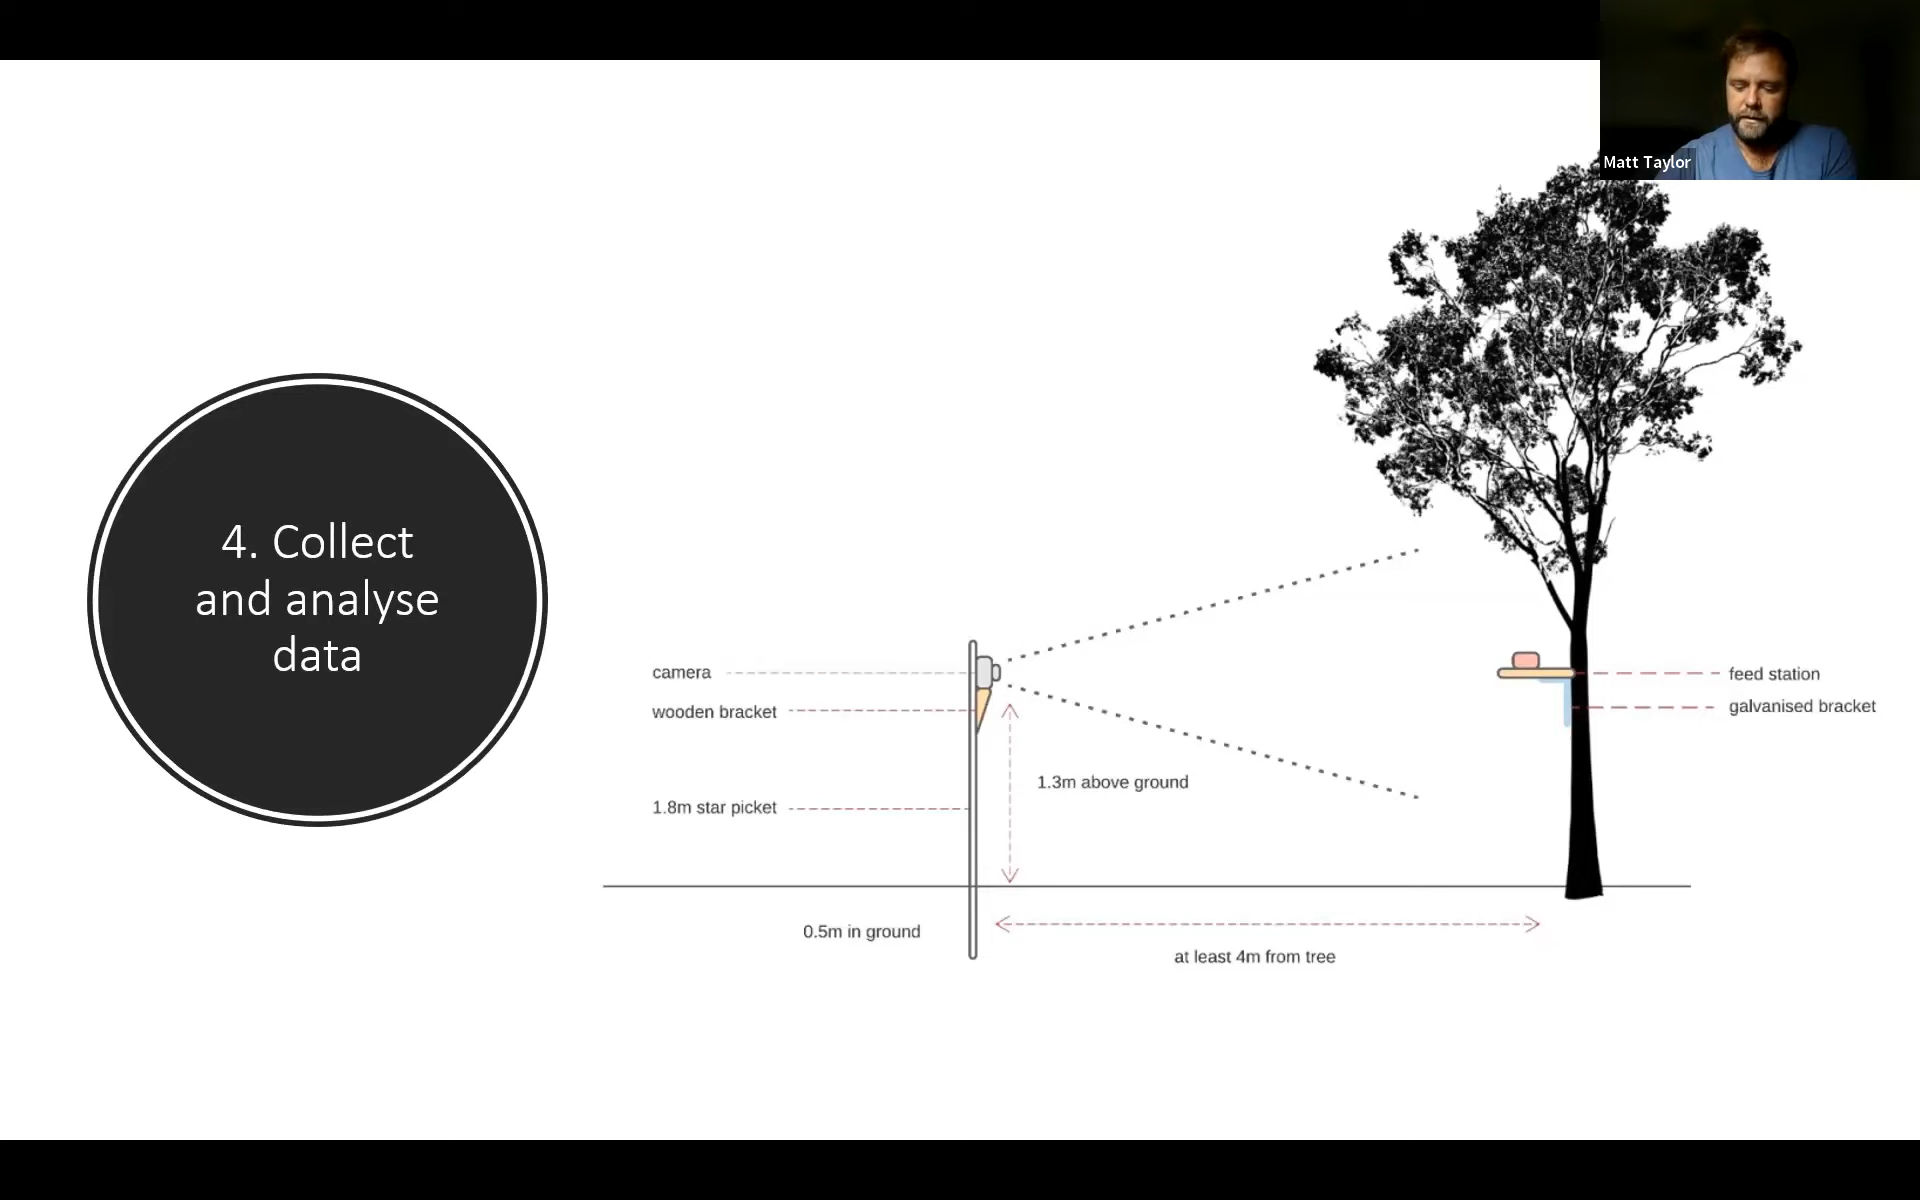 Matt Taylor
4. Collect
and analyse
data
camera
wooden bracket
1.8m star picket
1.3m above ground
0.5m in ground
at least 4m from tree
feed station
galvanised bracket